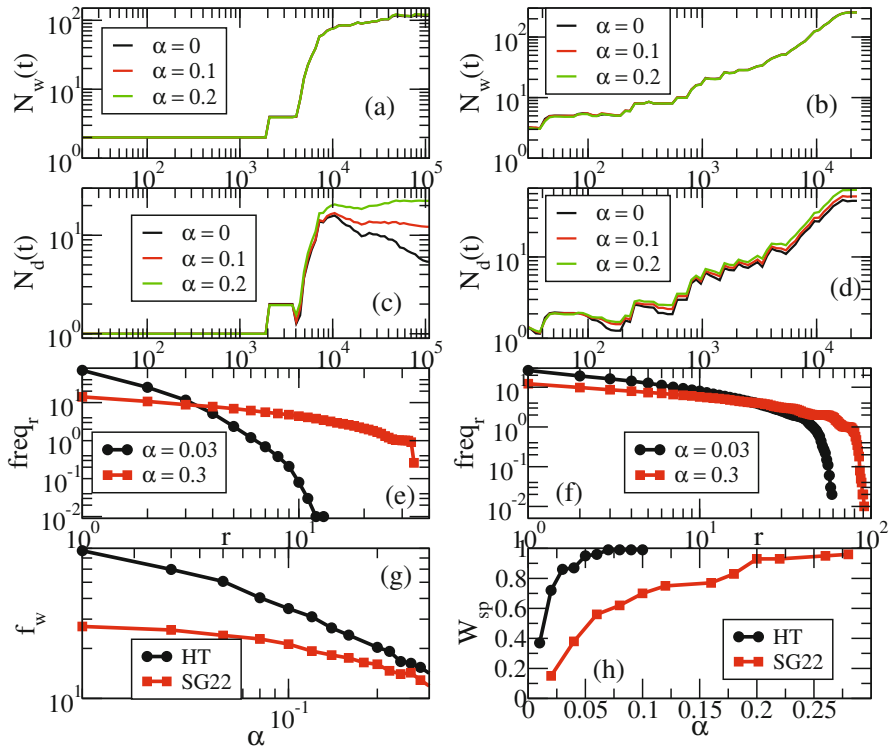 N_w(t)
10^2
10^1
10^0
α = 0
α = 0.1
α = 0.2
(a)
10^2
10^3
10^4
10^5
N_w(t)
10^2
10^1
10^0
α = 0
α = 0.1
α = 0.2
(b)
10^2
10^3
10^4
N_d(t)
10^1
10^0
α = 0
α = 0.1
α = 0.2
(c)
10^2
10^3
10^4
10^5
N_d(t)
10^1
10^0
α = 0
α = 0.1
α = 0.2
(d)
10^2
10^3
10^4
freq_r
10^1
10^0
10^-1
10^-2
α = 0.03
α = 0.3
(e)
10^0
r
10^1
freq_r
10^1
10^0
10^-1
10^-2
α = 0.03
α = 0.3
(f)
10^0
10^1
r
10^2
f_w
10^1
HT
SG22
(g)
10^-1
α
W_sp
1
0.8
0.6
0.4
0.2
0
HT
SG22
(h)
0
0.05
0.1
0.15
0.2
0.25
α